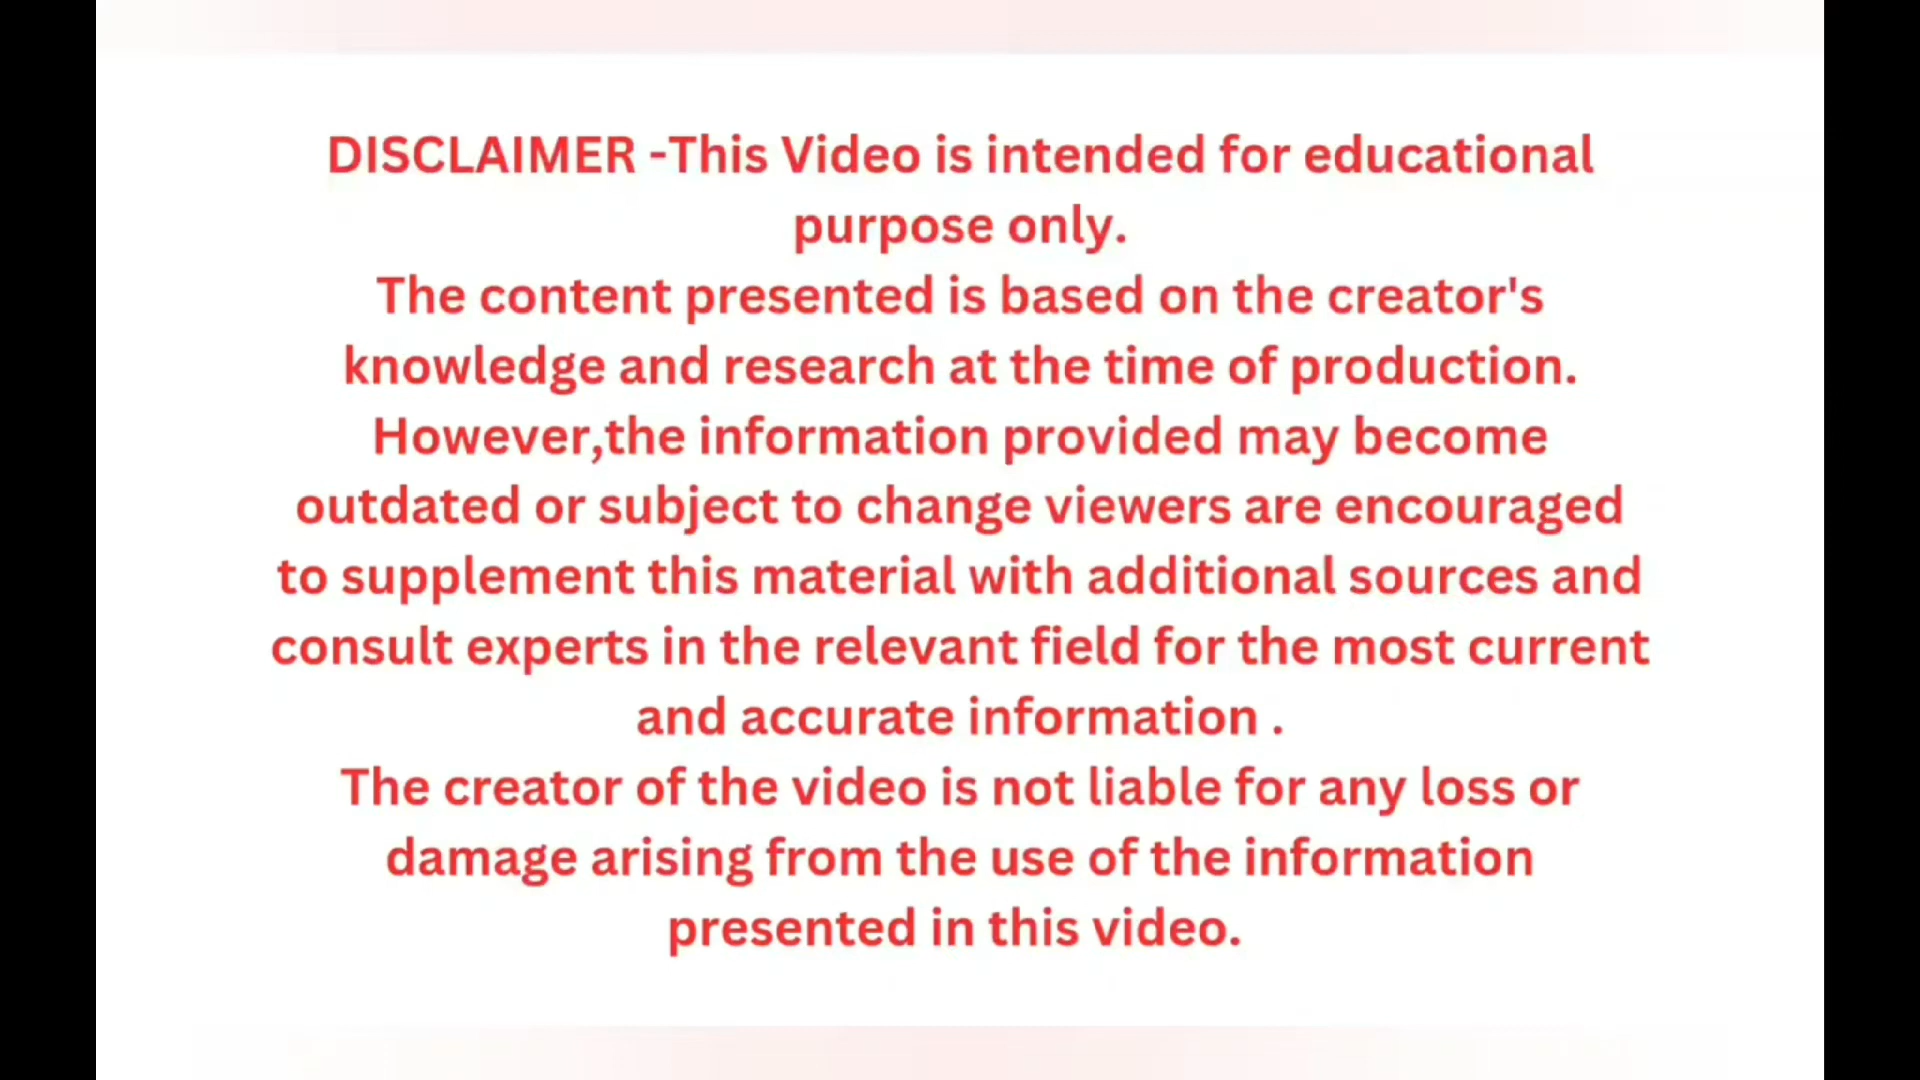 DISCLAIMER -This Video is intended for educational
purpose only.
The content presented is based on the creator's
knowledge and research at the time of production.
However,the information provided may become
outdated or subject to change viewers are encouraged
to supplement this material with additional sources and
consult experts in the relevant field for the most current
and accurate information .
The creator of the video is not liable for any loss or
damage arising from the use of the information
presented in this video.